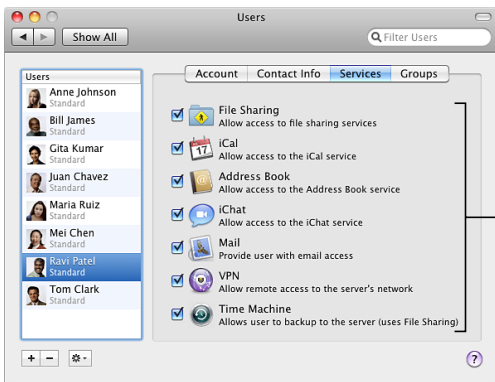 Users
Show All
Filter Users
Users
Anne Johnson
Standard
Bill James
Standard
Gita Kumar
Standard
Juan Chavez
Standard
Maria Ruiz
Standard
Mei Chen
Standard
Ravi Patel
Standard
Tom Clark
Standard
Account Contact Info Services Groups
File Sharing
Allow access to file sharing services
17
iCal
Allow access to the iCal service
@
Address Book
Allow access to the Address Book service
iChat
Allow access to the iChat service
Mail
Provide user with email access
VPN
Allow remote access to the server's network
Time Machine
Allows user to backup to the server (uses File Sharing)
+ −
?